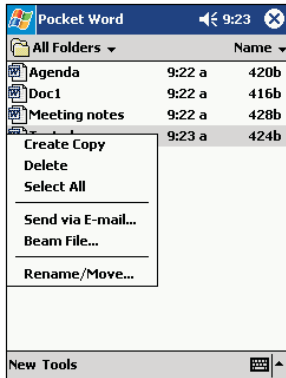 Pocket Word 9:23
All Folders Name
Agenda 9:22 a 420b
Doc1 9:22 a 416b
Meeting notes 9:22 a 428b
9:23 a 424b
Create Copy
Delete
Select All
Send via E-mail...
Beam File...
Rename/Move...
New Tools